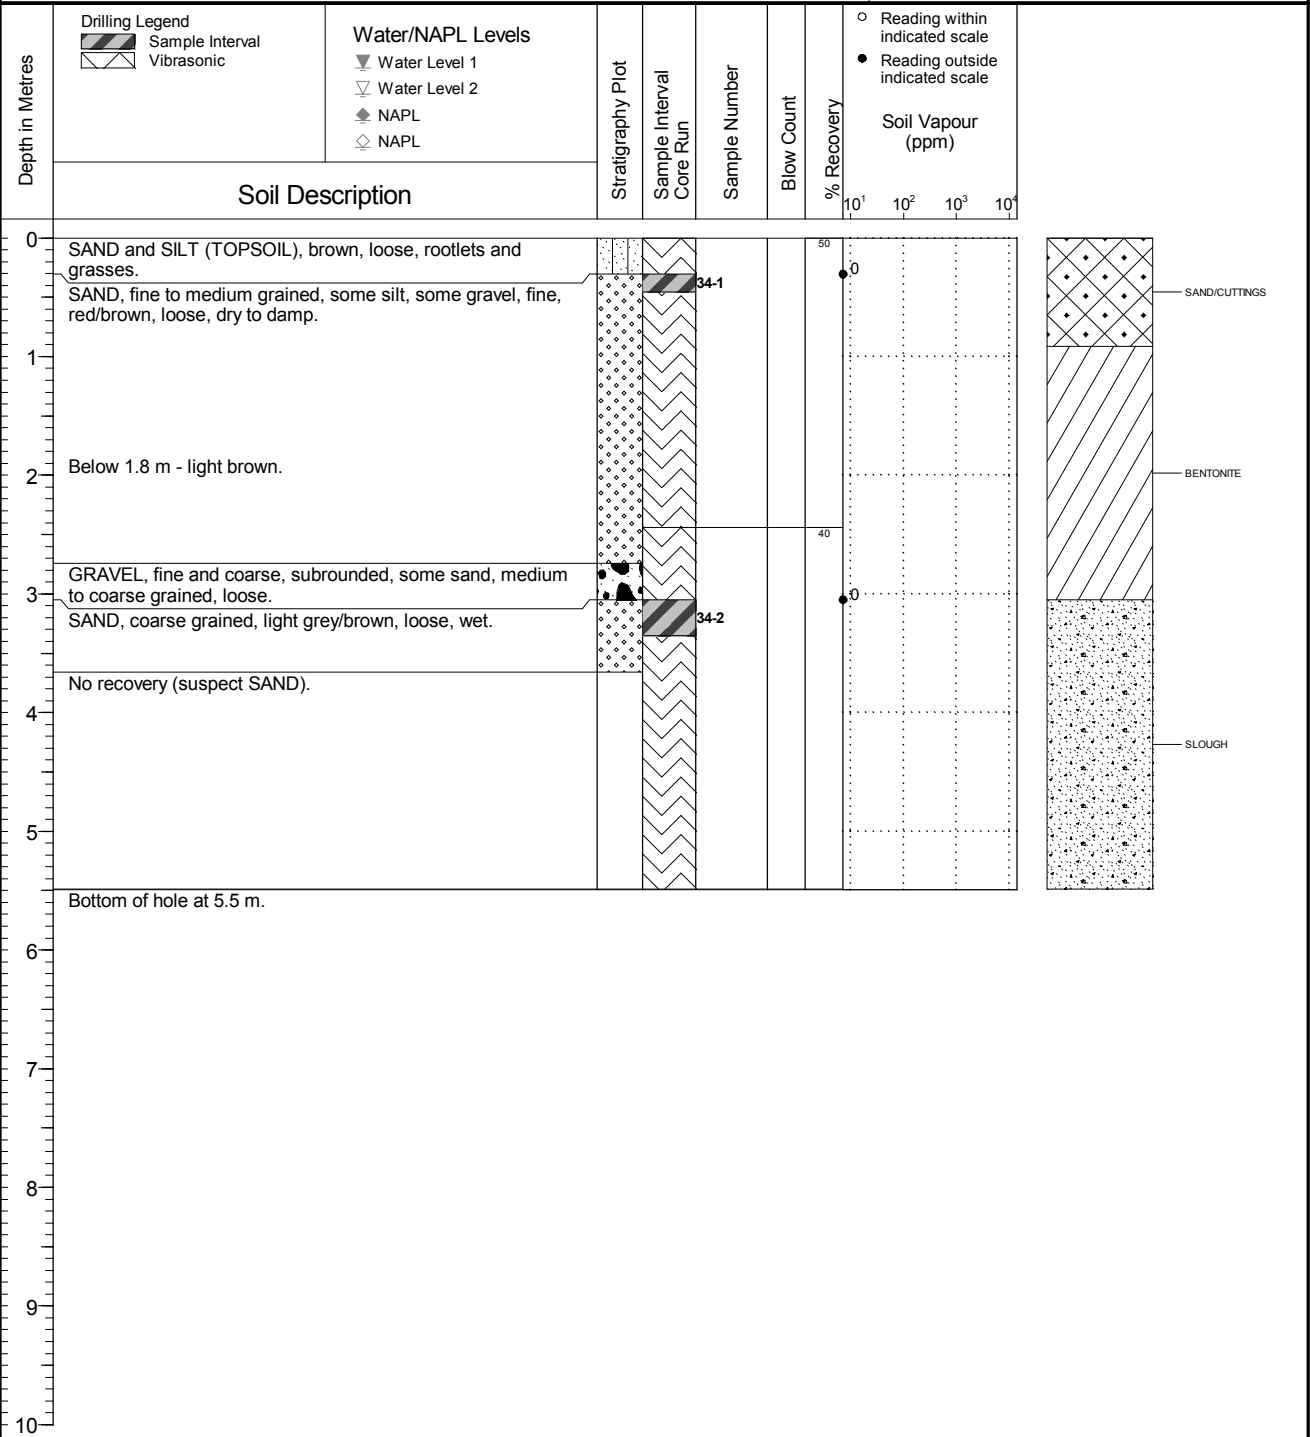 Drilling Legend
Sample Interval
Vibrasonic
Water/NAPL Levels
Water Level 1
Water Level 2
NAPL
NAPL
Depth in Metres
Soil Description
Stratigraphy Plot
Sample Interval
Core Run
Sample Number
Blow Count
% Recovery
Reading within
indicated scale
Reading outside
indicated scale
Soil Vapour
(ppm)
10¹ 10² 10³ 10⁴
0
SAND and SILT (TOPSOIL), brown, loose, rootlets and
grasses.
50
0
34-1
SAND/CUTTINGS
SAND, fine to medium grained, some silt, some gravel, fine,
red/brown, loose, dry to damp.
1
Below 1.8 m - light brown.
2
BENTONITE
40
GRAVEL, fine and coarse, subrounded, some sand, medium
to coarse grained, loose.
3
0
34-2
SAND, coarse grained, light grey/brown, loose, wet.
No recovery (suspect SAND).
4
SLOUGH
5
Bottom of hole at 5.5 m.
6
7
8
9
10